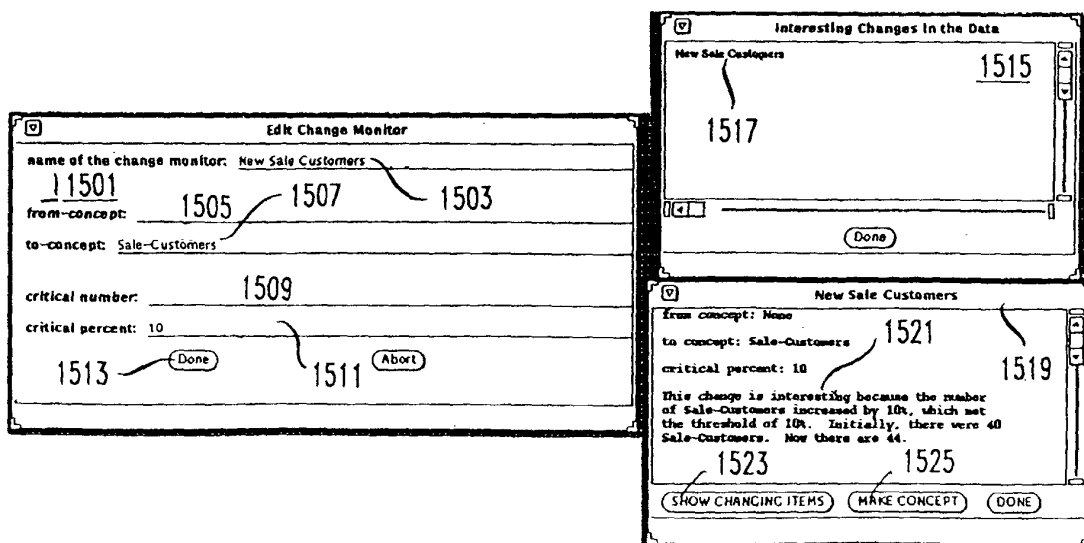 Edit Change Monitor
name of the change monitor: New Sale Customers
1501
1507
1503
from-concept:
1505
to-concept: Sale-Customers
critical number:
1509
critical percent: 10
Done
Abort
1513
1511
Interesting Changes in the Data
New Sale Customers
1515
1517
Done
New Sale Customers
from concept: None
1521
to concept: Sale-Customers
critical percent: 10
1519
This change is interesting because the number
of Sale-Customers increased by 10%, which met
the threshold of 10%. Initially, there were 40
Sale-Customers. Now there are 44.
1523
1525
SHOW CHANGING ITEMS
MAKE CONCEPT
DONE